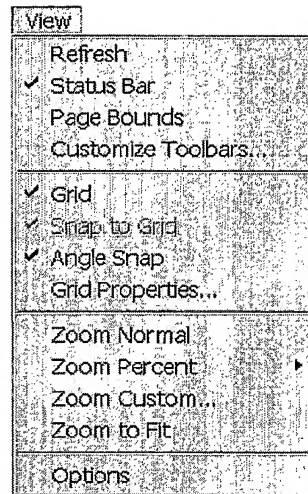 View
Refresh
Status Bar
Page Bounds
Customize Toolbars...
Grid
Snap to Grid
Angle Snap
Grid Properties...
Zoom Normal
Zoom Percent
Zoom Custom...
Zoom to Fit
Options